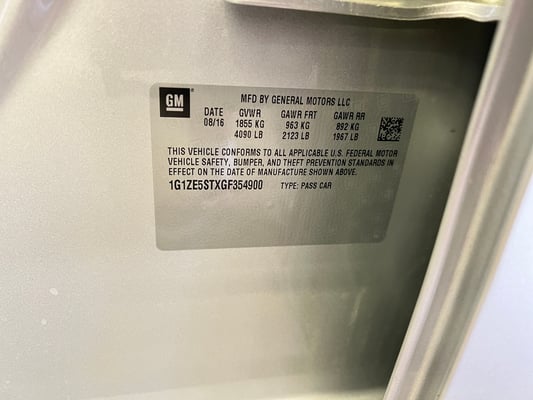 GM
MFD BY GENERAL MOTORS LLC
DATE GVWR GAWR FRT GAWR RR
08/16 1855 KG 963 KG 892 KG
4090 LB 2123 LB 1967 LB
THIS VEHICLE CONFORMS TO ALL APPLICABLE U.S. FEDERAL MOTOR
VEHICLE SAFETY, BUMPER, AND THEFT PREVENTION STANDARDS IN
EFFECT ON THE DATE OF MANUFACTURE SHOWN ABOVE.
1G1ZE5STXGF354900 TYPE: PASS CAR